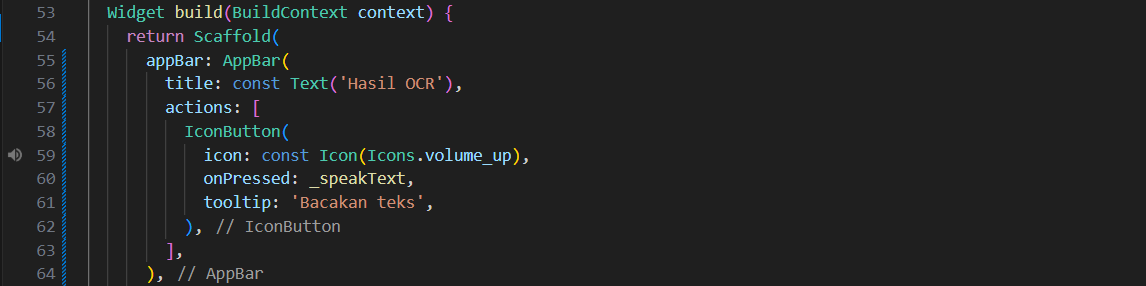 53 Widget build(BuildContext context) {
54 return Scaffold(
55 appBar: AppBar(
56 title: const Text('Hasil OCR'),
57 actions: [
58 IconButton(
59 icon: const Icon(Icons.volume_up),
60 onPressed: _speakText,
61 tooltip: 'Bacakan teks',
62 ), // IconButton
63 ],
64 ), // AppBar